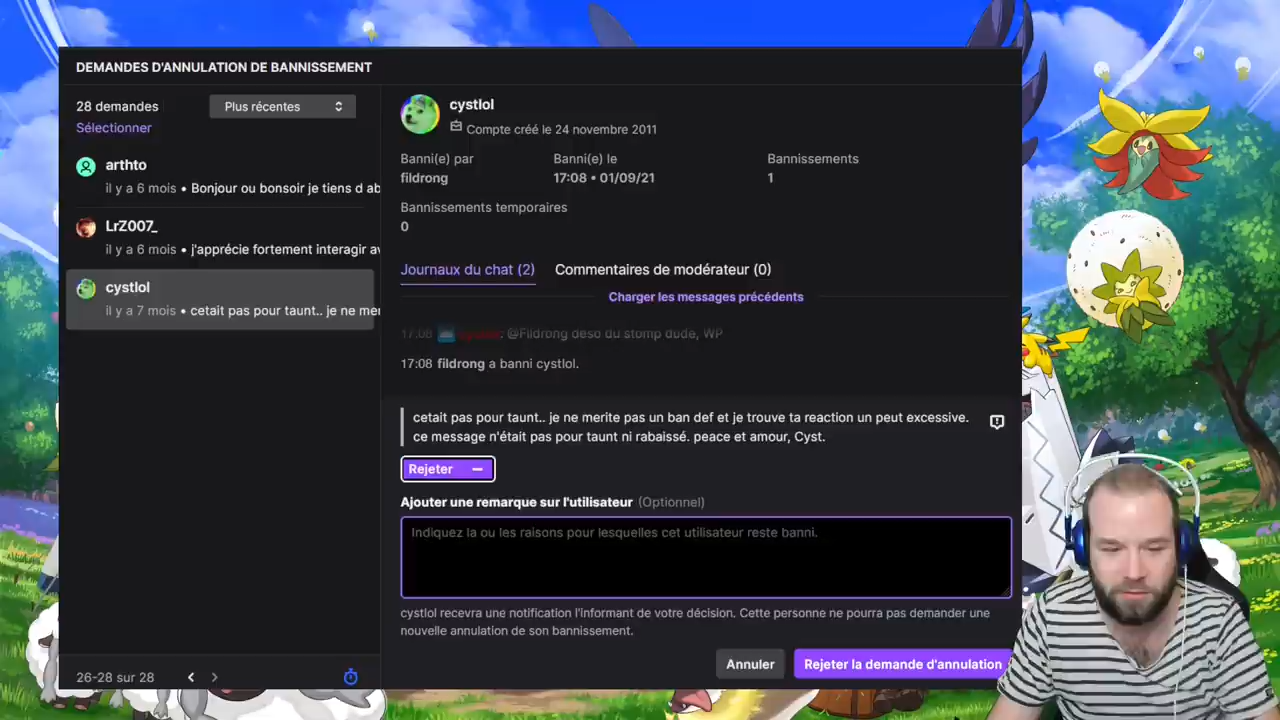 DEMANDES D'ANNULATION DE BANNISSEMENT
28 demandes
Plus récentes
Sélectionner
arthto
il y a 6 mois • Bonjour ou bonsoir je tiens d ab
LrZ007_
il y a 6 mois • j'apprécie fortement interagir av
cystlol
il y a 7 mois • cetait pas pour taunt.. je ne mer
26-28 sur 28
cystlol
Compte créé le 24 novembre 2011
Banni(e) par
fildrong
Banni(e) le
17:08 • 01/09/21
Bannissements
1
Bannissements temporaires
0
Journaux du chat (2)
Commentaires de modérateur (0)
Charger les messages précédents
17:08 cystlol: @Fildrong deso du stomp dude, WP
17:08 fildrong a banni cystlol.
cetait pas pour taunt.. je ne merite pas un ban def et je trouve ta reaction un peut excessive.
ce message n'était pas pour taunt ni rabaissé. peace et amour, Cyst.
Rejeter
Ajouter une remarque sur l'utilisateur (Optionnel)
Indiquez la ou les raisons pour lesquelles cet utilisateur reste banni.
cystlol recevra une notification l'informant de votre décision. Cette personne ne pourra pas demander une
nouvelle annulation de son bannissement.
Annuler
Rejeter la demande d'annulation